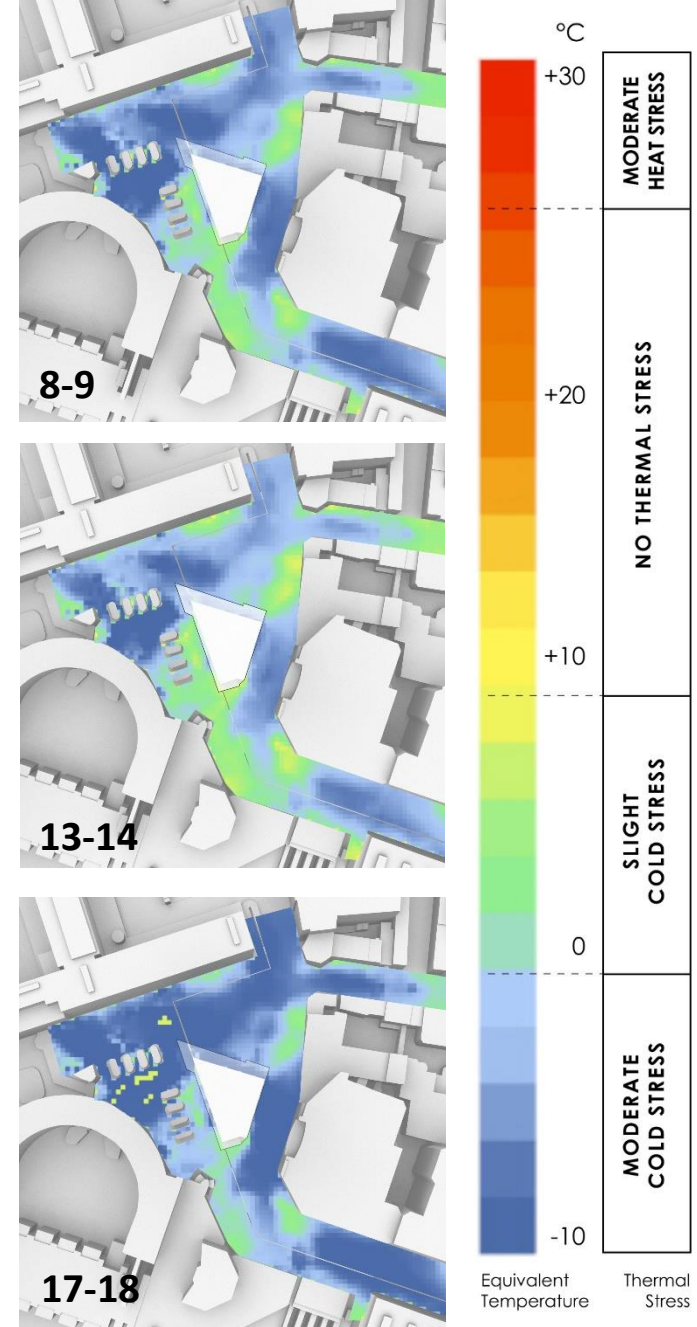 8-9
13-14
17-18
°C
+30
+20
+10
0
-10
MODERATE
HEAT STRESS
NO THERMAL STRESS
SLIGHT
COLD STRESS
MODERATE
COLD STRESS
Equivalent
Temperature
Thermal
Stress